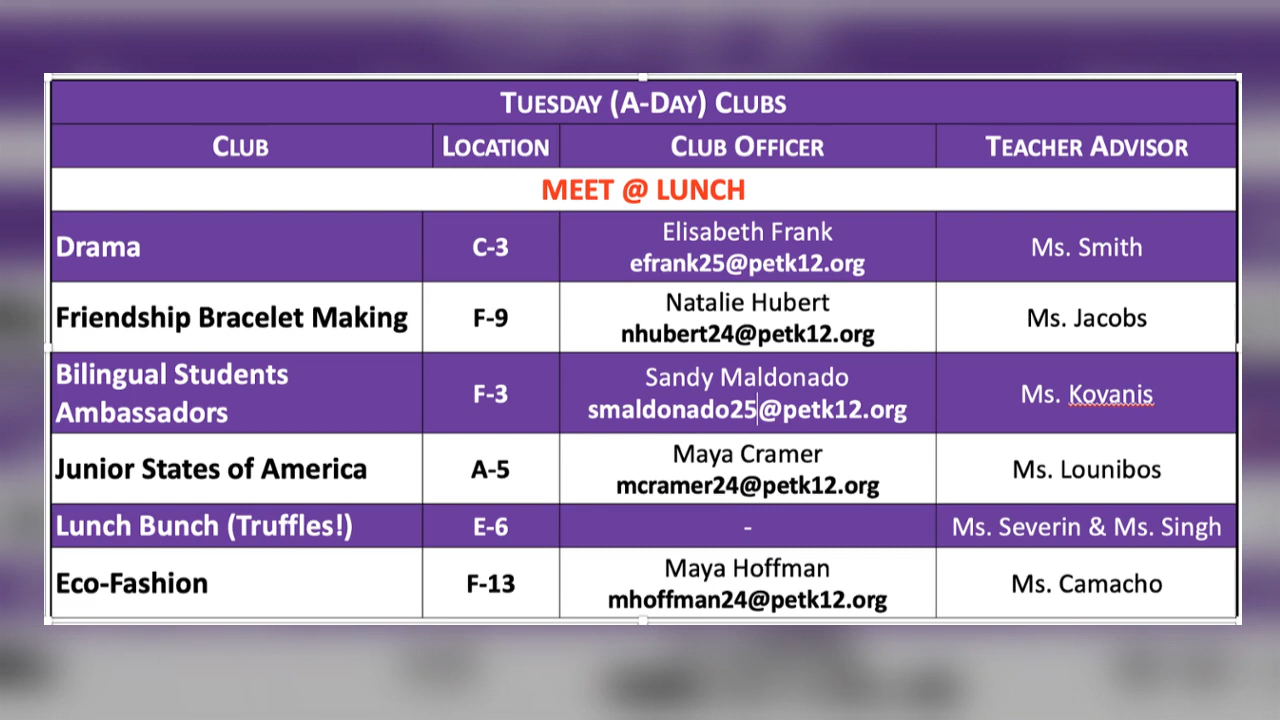 TUESDAY (A-DAY) CLUBS
CLUB LOCATION CLUB OFFICER TEACHER ADVISOR
MEET @ LUNCH
Drama C-3 Elisabeth Frank efrank25@petk12.org Ms. Smith
Friendship Bracelet Making F-9 Natalie Hubert nhubert24@petk12.org Ms. Jacobs
Bilingual Students Ambassadors F-3 Sandy Maldonado smaldonado25@petk12.org Ms. Kovanis
Junior States of America A-5 Maya Cramer mcramer24@petk12.org Ms. Lounibos
Lunch Bunch (Truffles!) E-6 - Ms. Severin & Ms. Singh
Eco-Fashion F-13 Maya Hoffman mhoffman24@petk12.org Ms. Camacho